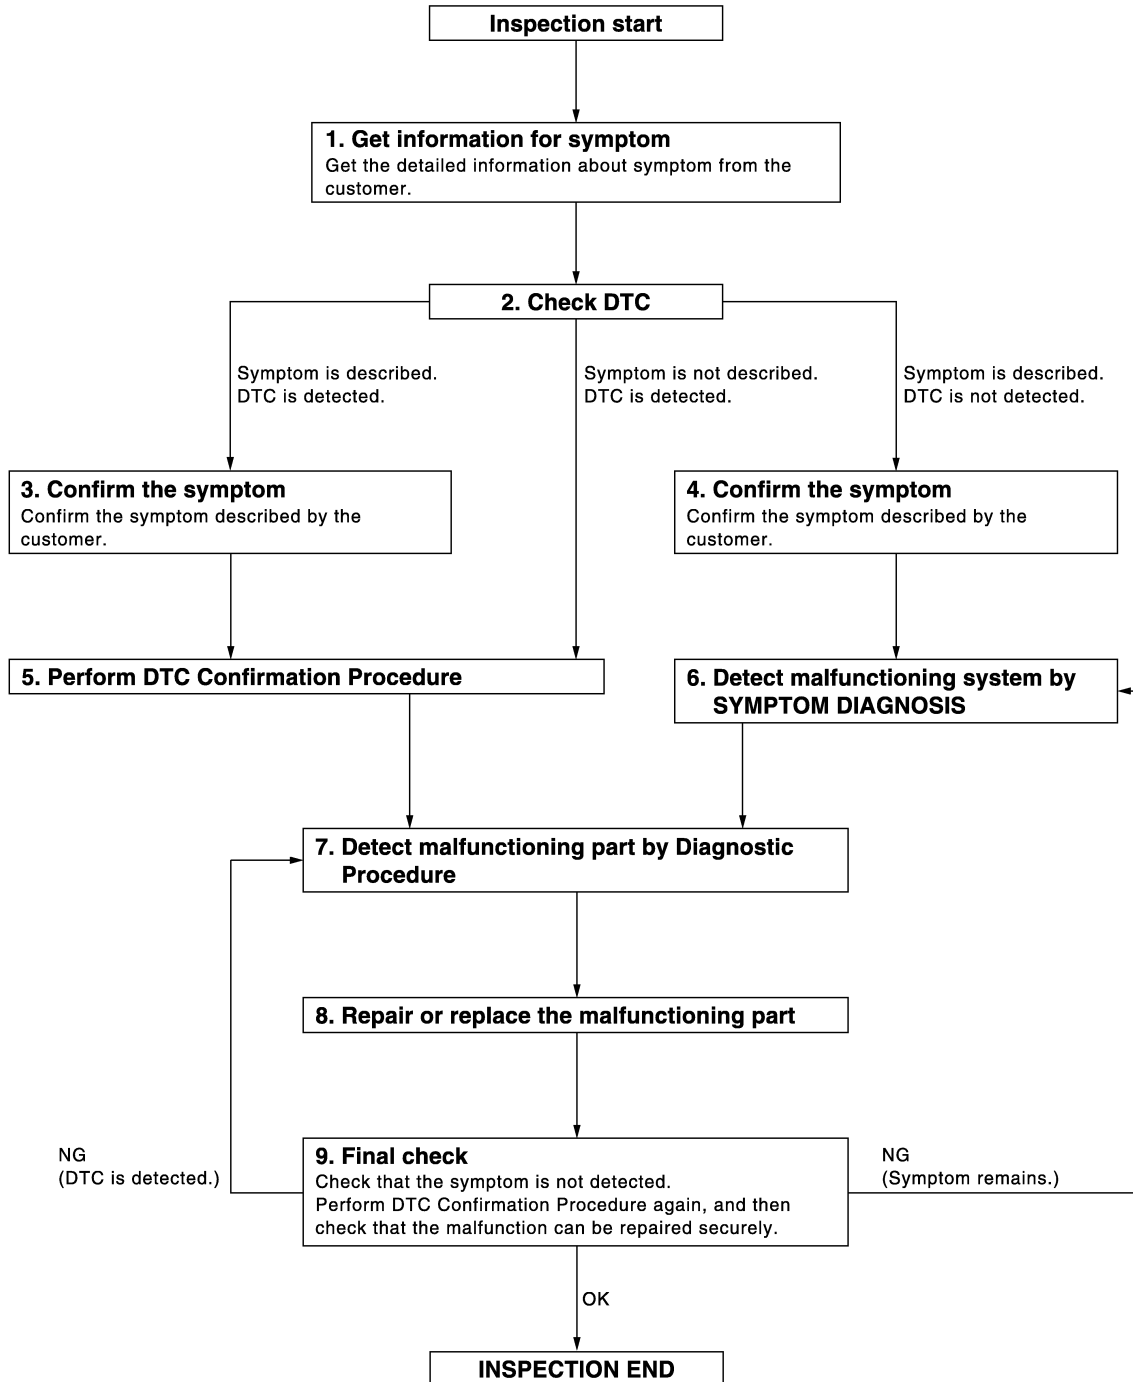 Inspection start
1. Get information for symptom
Get the detailed information about symptom from the
customer.
2. Check DTC
Symptom is described.
DTC is detected.
Symptom is not described.
DTC is detected.
Symptom is described.
DTC is not detected.
3. Confirm the symptom
Confirm the symptom described by the
customer.
4. Confirm the symptom
Confirm the symptom described by the
customer.
5. Perform DTC Confirmation Procedure
6. Detect malfunctioning system by
SYMPTOM DIAGNOSIS
7. Detect malfunctioning part by Diagnostic
Procedure
8. Repair or replace the malfunctioning part
NG
(DTC is detected.)
9. Final check
Check that the symptom is not detected.
Perform DTC Confirmation Procedure again, and then
check that the malfunction can be repaired securely.
NG
(Symptom remains.)
OK
INSPECTION END